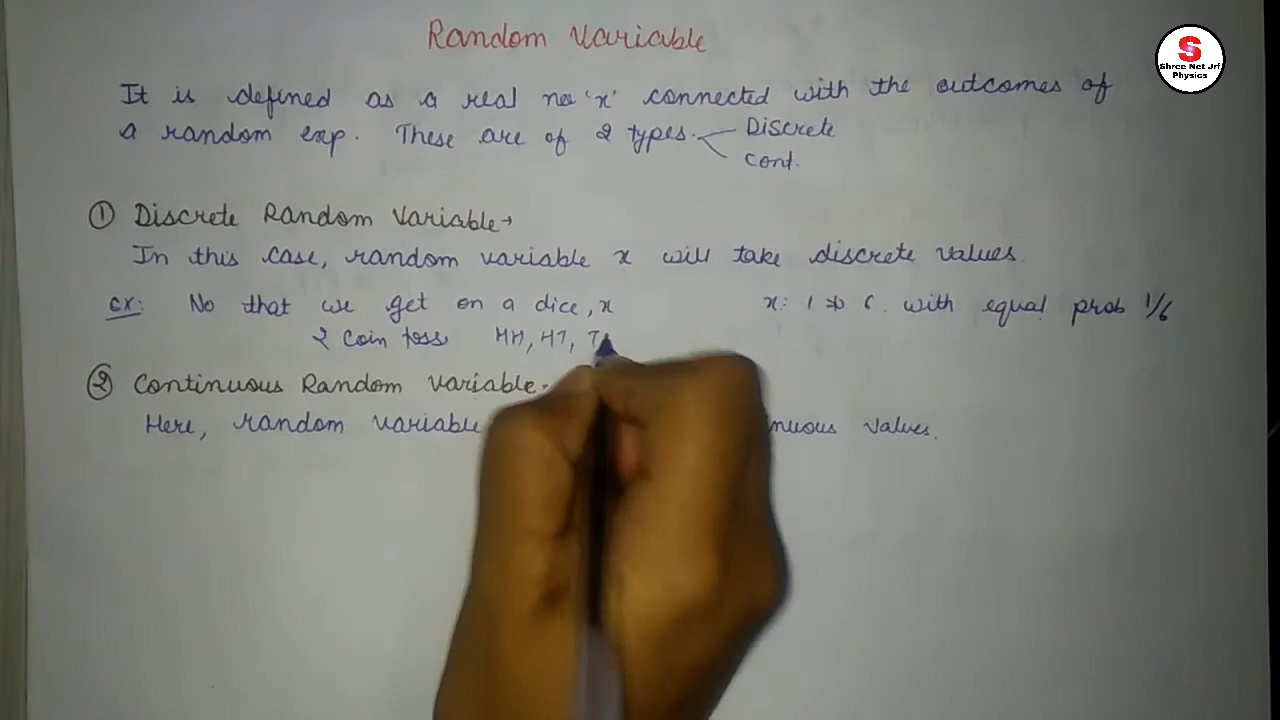 Random Variable
S
Shree Net Jrf
Physics
It is defined as a real no 'x' connected with the outcomes of
a random exp. These are of 2 types. Discrete
cont.
① Discrete Random Variable→
In this case, random variable x will take discrete values.
Ex: No that we get on a dice, x x: 1 to 6 with equal prob 1/6
2 Coin toss HH, HT, T
② Continuous Random Variable-
Here, random variable nuous values.